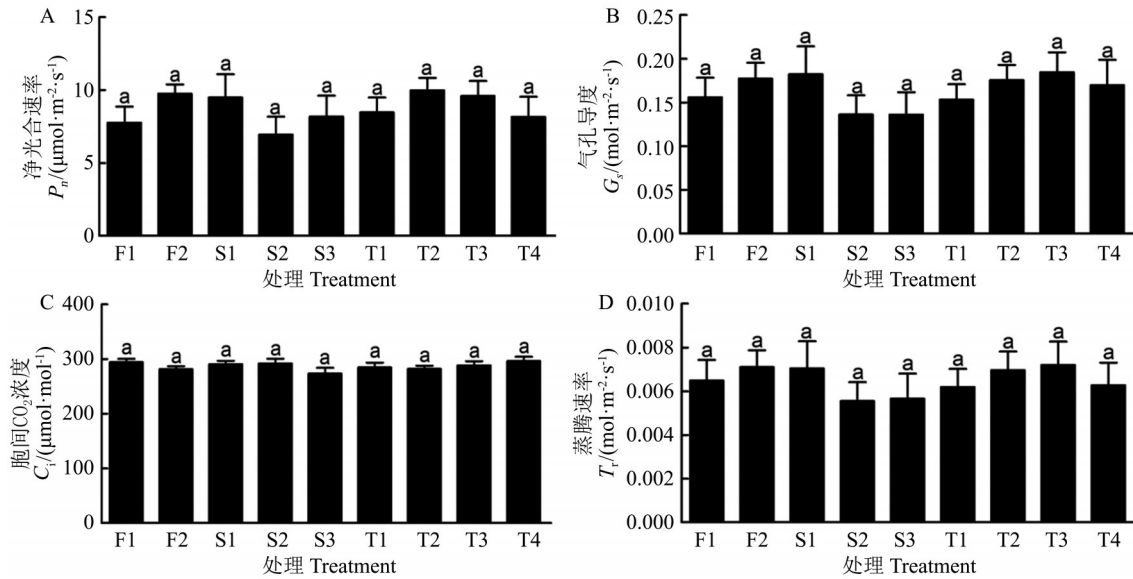 A
净光合速率
Pn/(μmol·m-2·s-1)
15
10
5
0
a a a a a a a a a
F1 F2 S1 S2 S3 T1 T2 T3 T4
处理 Treatment
B
气孔导度
Gs/(mol·m-2·s-1)
0.25
0.20
0.15
0.10
0.05
0.00
a a a a a a a a a
F1 F2 S1 S2 S3 T1 T2 T3 T4
处理 Treatment
C
胞间CO2浓度
Ci/(μmol·mol-1)
400
300
200
100
0
a a a a a a a a a
F1 F2 S1 S2 S3 T1 T2 T3 T4
处理 Treatment
D
蒸腾速率
Tr/(mol·m-2·s-1)
0.010
0.008
0.006
0.004
0.002
0.000
a a a a a a a a a
F1 F2 S1 S2 S3 T1 T2 T3 T4
处理 Treatment